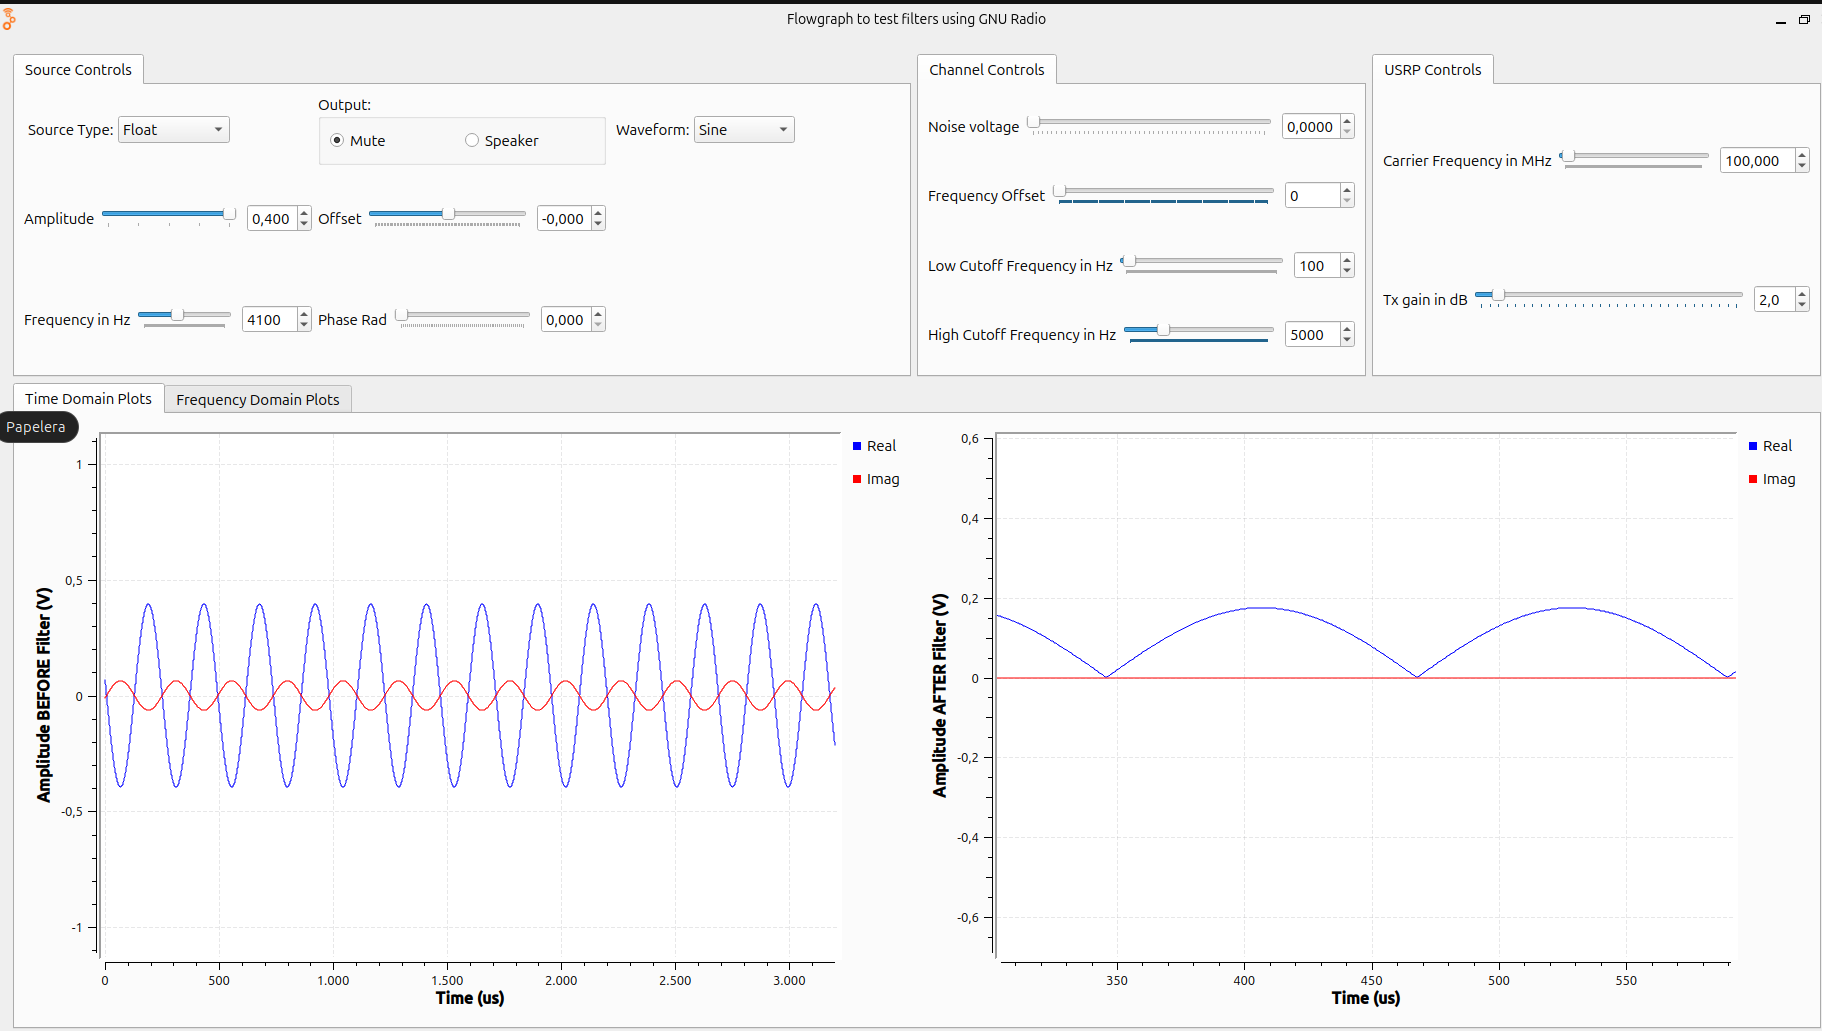 Flowgraph to test filters using GNU Radio
Source Controls
Source Type: Float
Output:
Mute
Speaker
Waveform: Sine
Amplitude 0,400
Offset -0,000
Frequency in Hz 4100
Phase Rad 0,000
Channel Controls
Noise voltage 0,0000
Frequency Offset 0
Low Cutoff Frequency in Hz 100
High Cutoff Frequency in Hz 5000
USRP Controls
Carrier Frequency in MHz 100,000
Tx gain in dB 2,0
Time Domain Plots
Frequency Domain Plots
Papelera
Amplitude BEFORE Filter (V)
1
0,5
0
-0,5
-1
0 500 1.000 1.500 2.000 2.500 3.000
Time (us)
Real
Imag
Amplitude AFTER Filter (V)
0,6
0,4
0,2
0
-0,2
-0,4
-0,6
350 400 450 500 550
Time (us)
Real
Imag